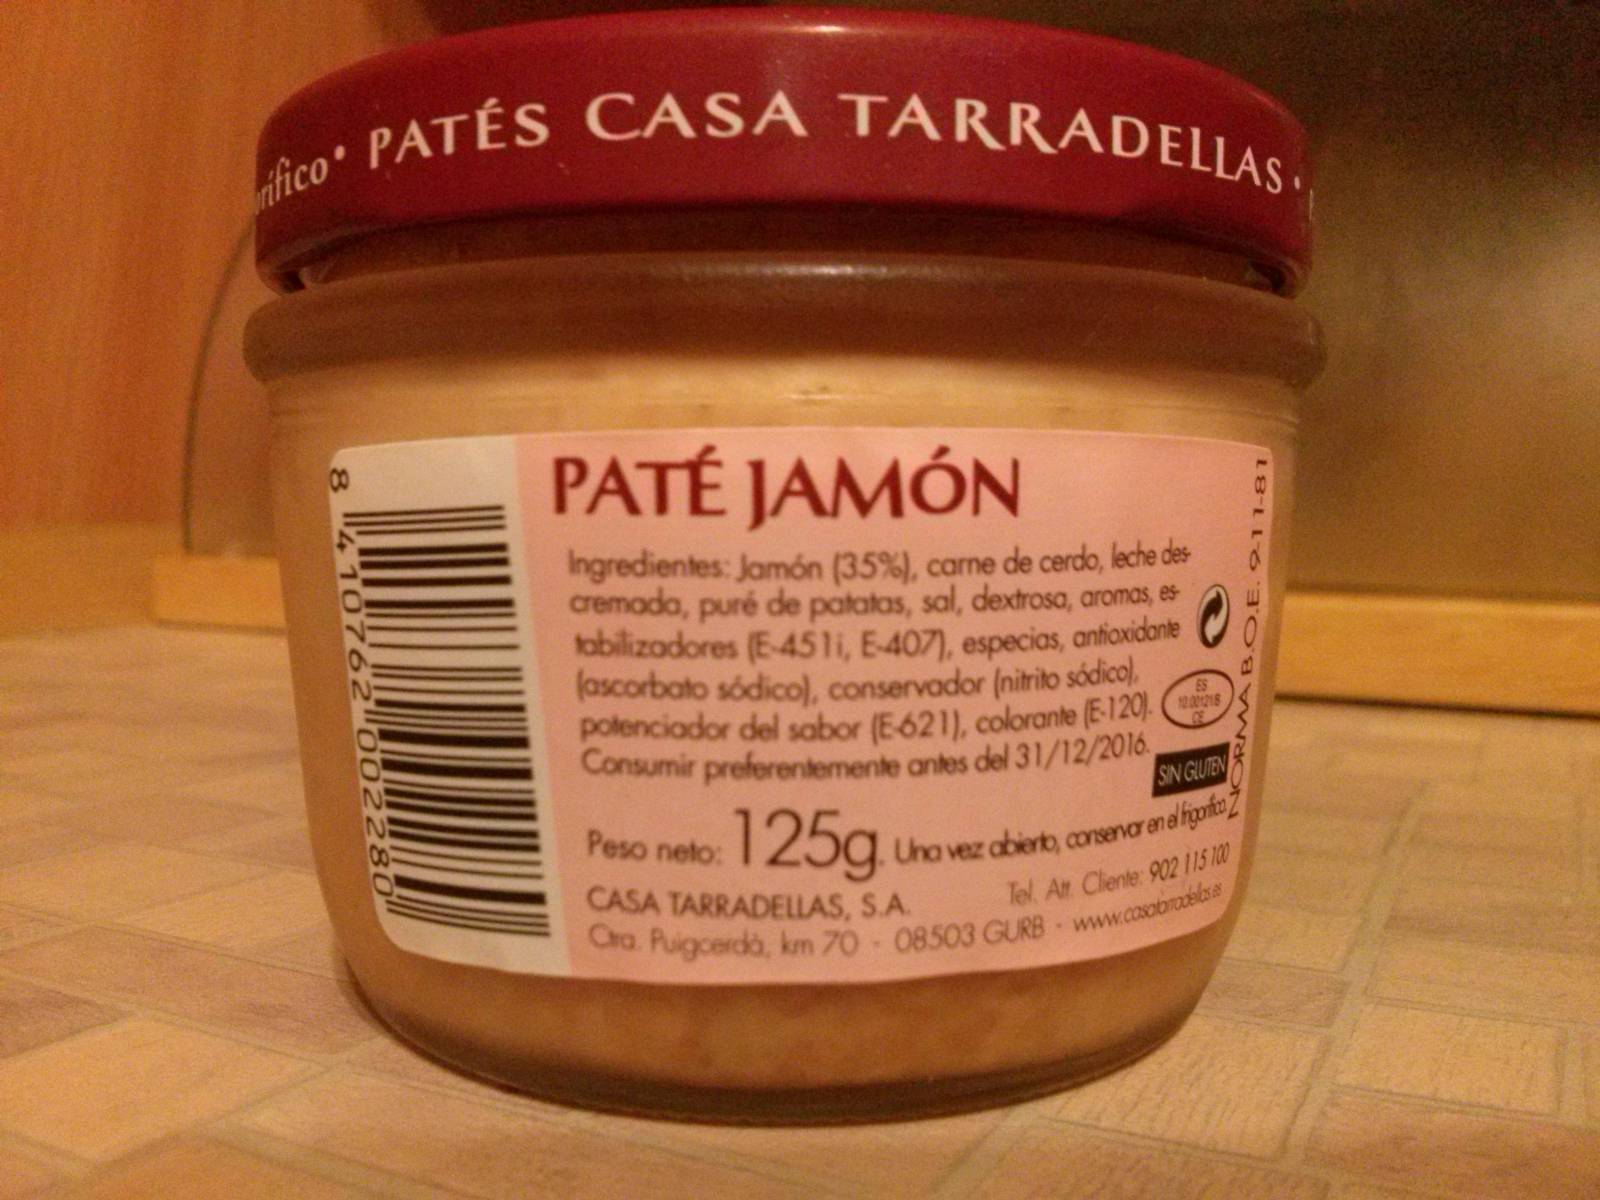 PATÉS CASA TARRADELLAS
PATÉ JAMÓN
Ingredientes: Jamón (35%), carne de cerdo, leche des-
cremada, puré de patatas, sal, dextrosa, aromas, es-
tabilizadores (E-451i, E-407), especias, antioxidante
(ascorbato sódico), conservador (nitrito sódico),
potenciador del sabor (E-621), colorante (E-120).
Consumir preferentemente antes del 31/12/2016.
ES
10.00121/B
CE
SIN GLUTEN
Peso neto: 125g. Una vez abierto, conservar en el frigorífico.
CASA TARRADELLAS, S.A. Tel. Att. Cliente: 902 115 100
Ctra. Puigcerdà, km 70 - 08503 GURB - www.casatarradellas.es
NORMA B.O.E. 9-11-81
8 410762 002280